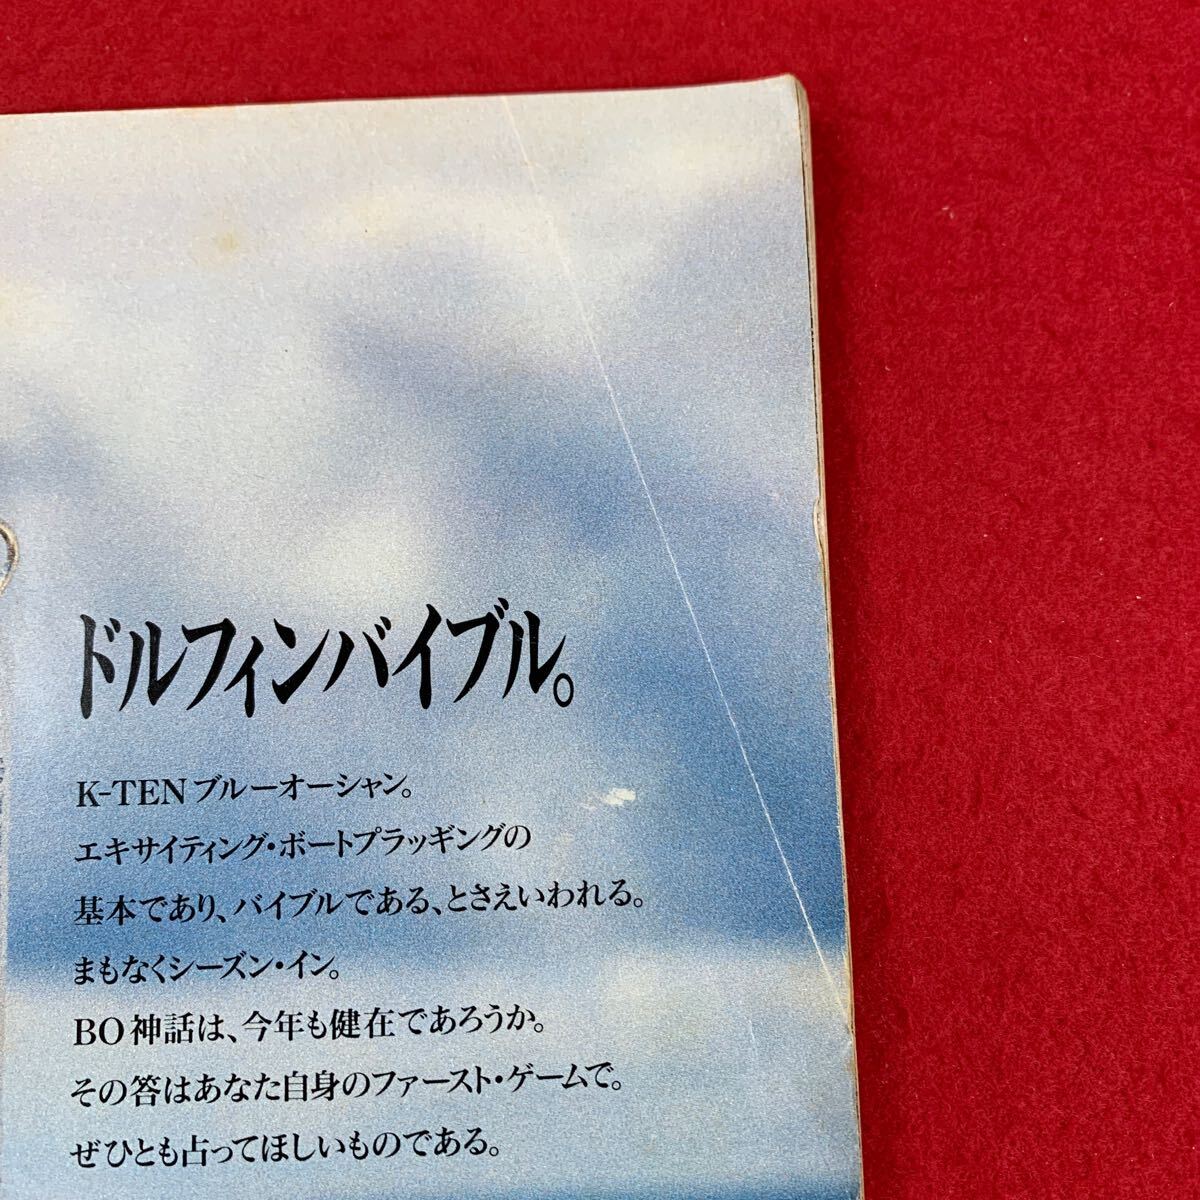 ドルフィンバイブル。
K-TENブルーオーシャン。
エキサイティング・ボートプラッギングの
基本であり、バイブルである、とさえいわれる。
まもなくシーズン・イン。
BO神話は、今年も健在であろうか。
その答はあなた自身のファースト・ゲームで。
ぜひとも占ってほしいものである。